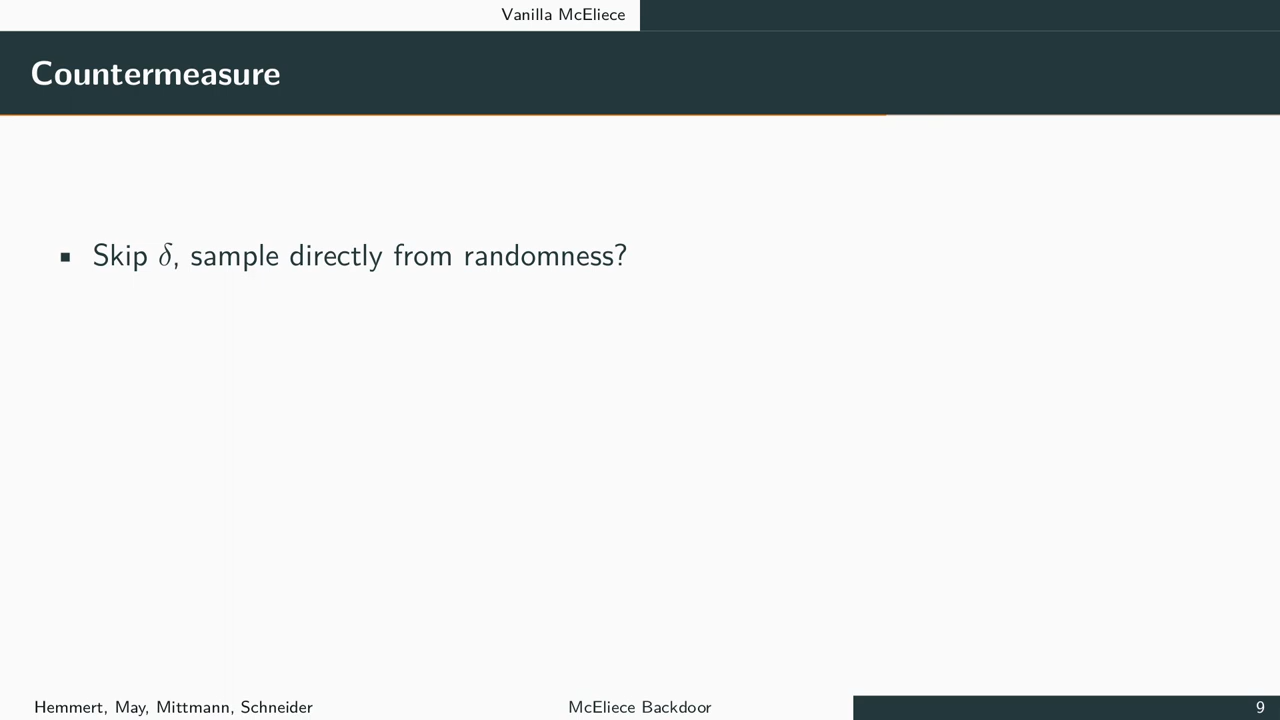 Vanilla McEliece
Countermeasure
▪ Skip δ, sample directly from randomness?
Hemmert, May, Mittmann, Schneider
McEliece Backdoor
9